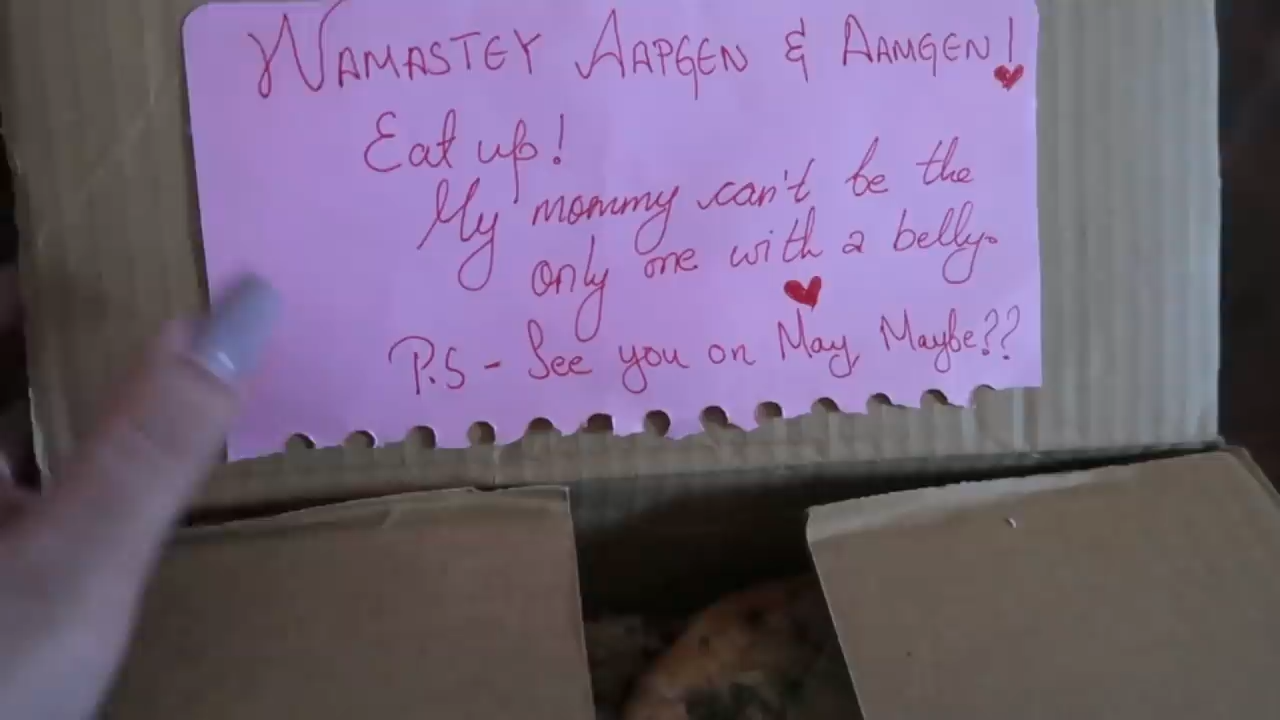 NAMASTEY AAPGEN & AAMGEN!
Eat up!
My mommy can't be the
only one with a belly.
P.S - See you on May, Maybe??